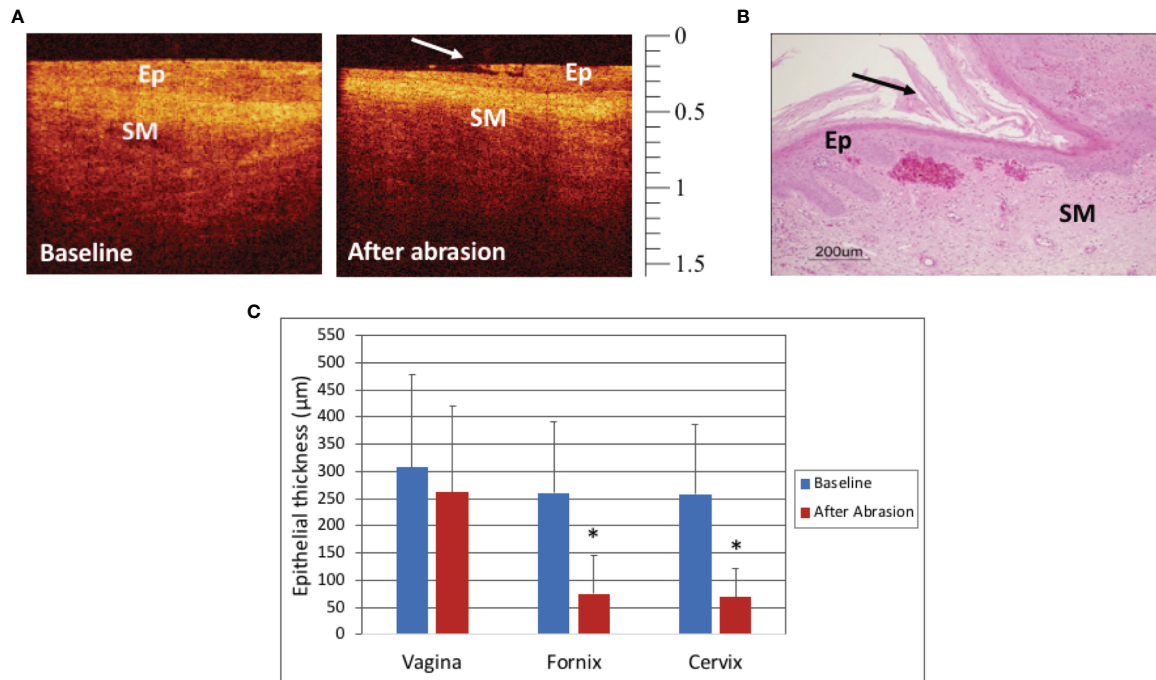 A
Ep
SM
Baseline
Ep
SM
After abrasion
0
0.5
1
1.5
B
Ep
SM
200um
C
Epithelial thickness (µm)
550
500
450
400
350
300
250
200
150
100
50
0
*
*
Vagina
Fornix
Cervix
Baseline
After Abrasion